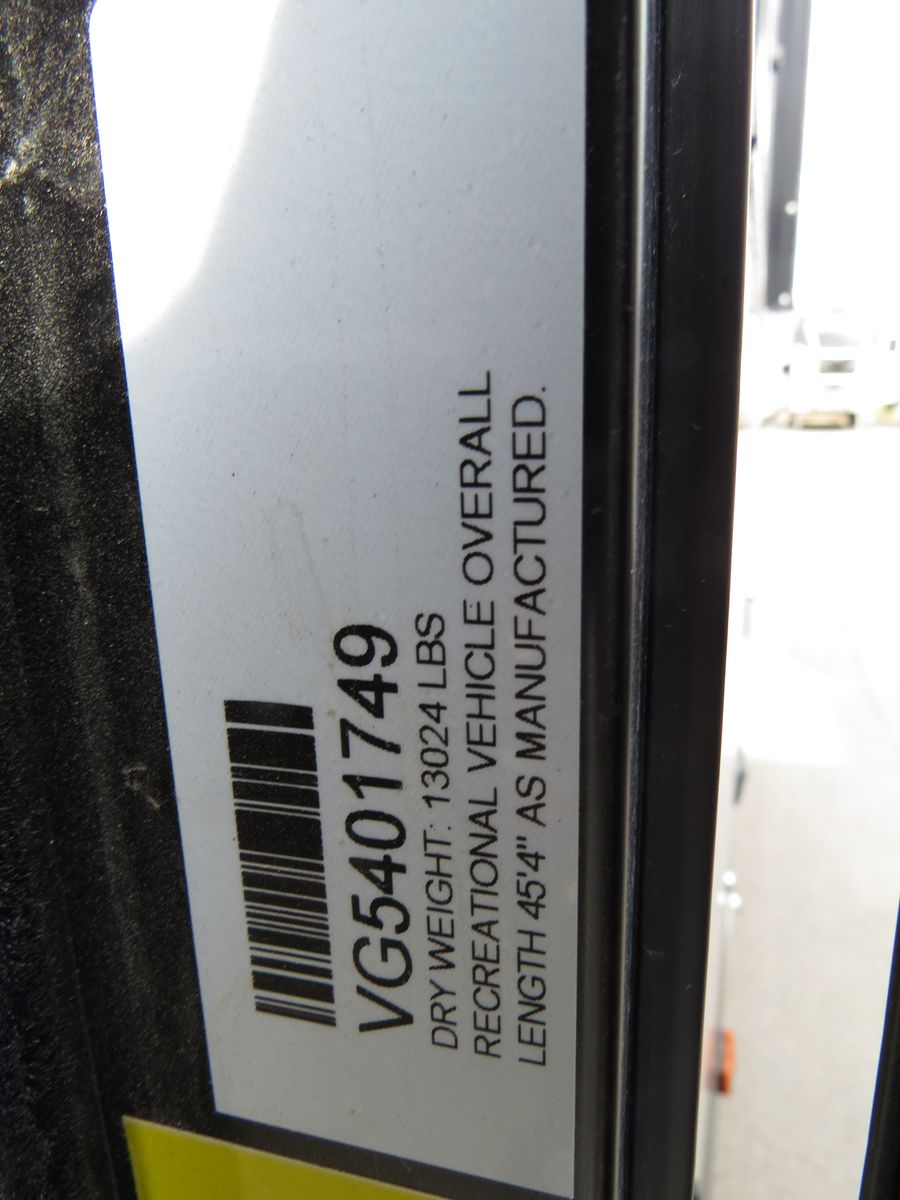 VG5401749
DRY WEIGHT: 13024 LBS
RECREATIONAL VEHICLE OVERALL
LENGTH 45'4" AS MANUFACTURED.